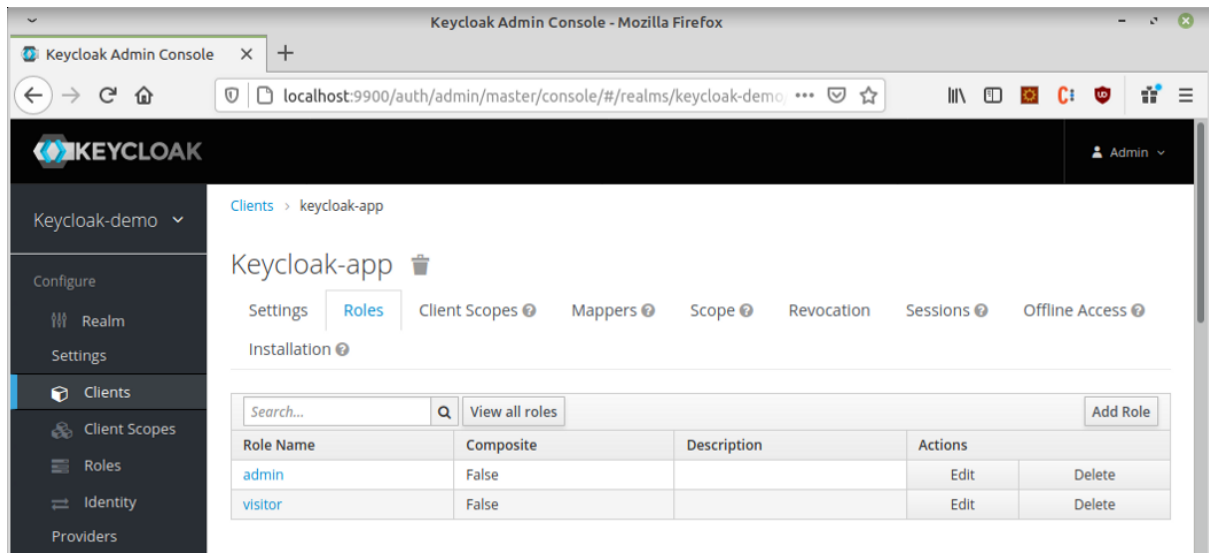 Keycloak Admin Console - Mozilla Firefox
Keycloak Admin Console
localhost:9900/auth/admin/master/console/#/realms/keycloak-demo/
KEYCLOAK
Admin
Keycloak-demo
Clients > keycloak-app
Keycloak-app
Configure
Settings Roles Client Scopes Mappers Scope Revocation Sessions Offline Access
Installation
Realm
Settings
Clients
Client Scopes
Roles
Identity
Providers
Search... View all roles Add Role
Role Name Composite Description Actions
admin False Edit Delete
visitor False Edit Delete